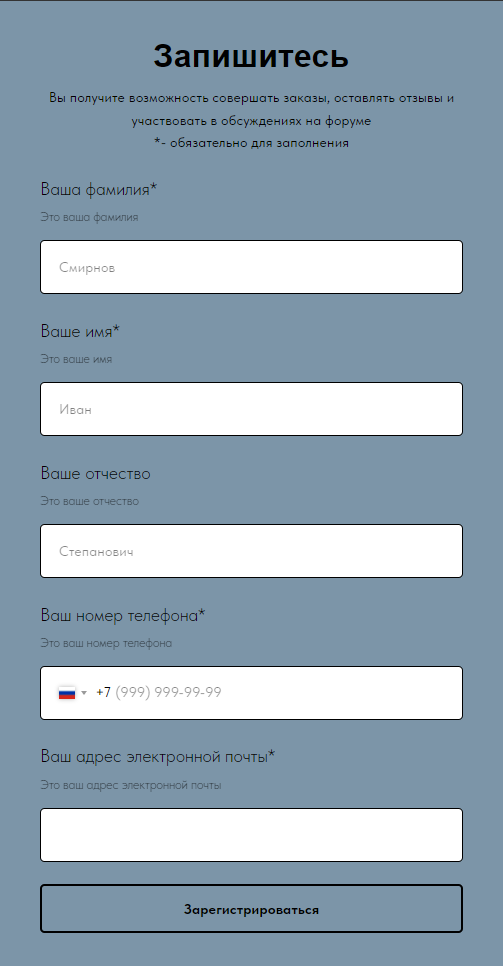 Запишитесь
Вы получите возможность совершать заказы, оставлять отзывы и
участвовать в обсуждениях на форуме
*- обязательно для заполнения
Ваша фамилия*
Это ваша фамилия
Смирнов
Ваше имя*
Это ваше имя
Иван
Ваше отчество
Это ваше отчество
Степанович
Ваш номер телефона*
Это ваш номер телефона
+7 (999) 999-99-99
Ваш адрес электронной почты*
Это ваш адрес электронной почты
Зарегистрироваться